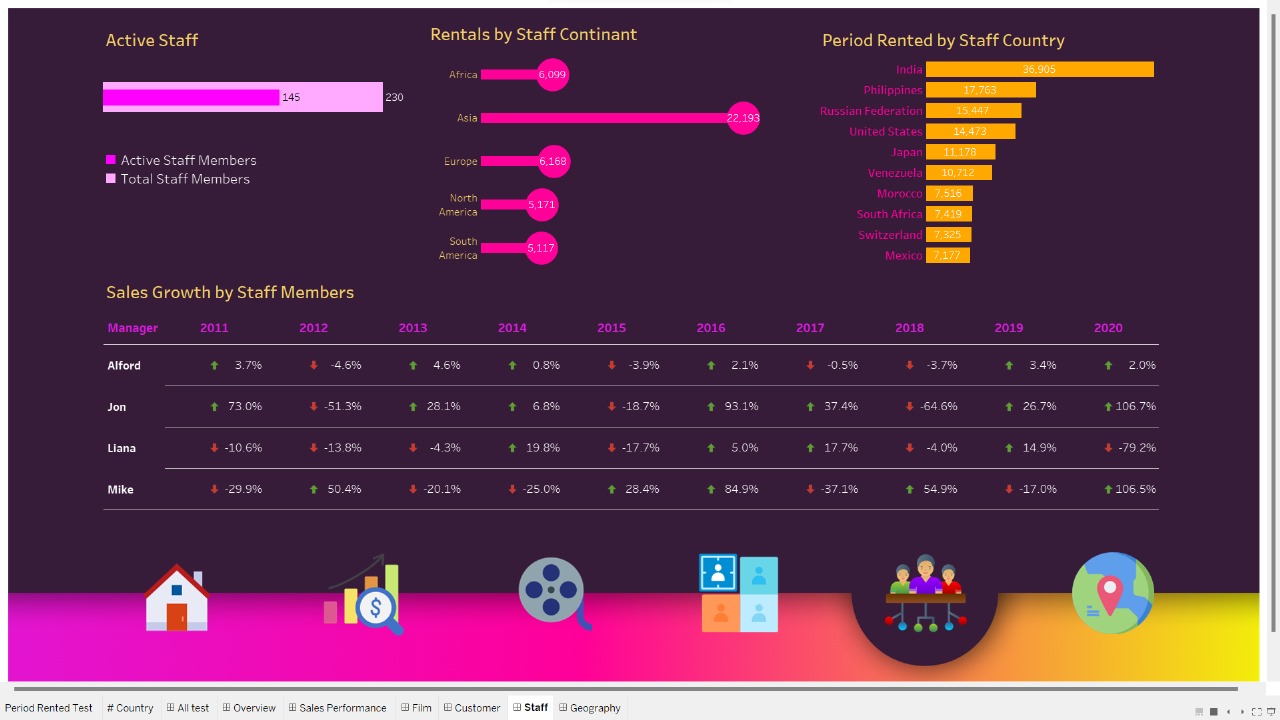 Active Staff
145
230
Active Staff Members
Total Staff Members
Rentals by Staff Continant
Africa 6,099
Asia 22,193
Europe 6,168
North
America 5,171
South
America 5,117
Period Rented by Staff Country
India 36,905
Philippines 17,763
Russian Federation 15,447
United States 14,473
Japan 11,178
Venezuela 10,712
Morocco 7,516
South Africa 7,419
Switzerland 7,325
Mexico 7,177
Sales Growth by Staff Members
Manager 2011 2012 2013 2014 2015 2016 2017 2018 2019 2020
Alford 3.7% -4.6% 4.6% 0.8% -3.9% 2.1% -0.5% -3.7% 3.4% 2.0%
Jon 73.0% -51.3% 28.1% 6.8% -18.7% 93.1% 37.4% -64.6% 26.7% 106.7%
Liana -10.6% -13.8% -4.3% 19.8% -17.7% 5.0% 17.7% -4.0% 14.9% -79.2%
Mike -29.9% 50.4% -20.1% -25.0% 28.4% 84.9% -37.1% 54.9% -17.0% 106.5%
$
Period Rented Test # Country All test Overview Sales Performance Film Customer Staff Geography